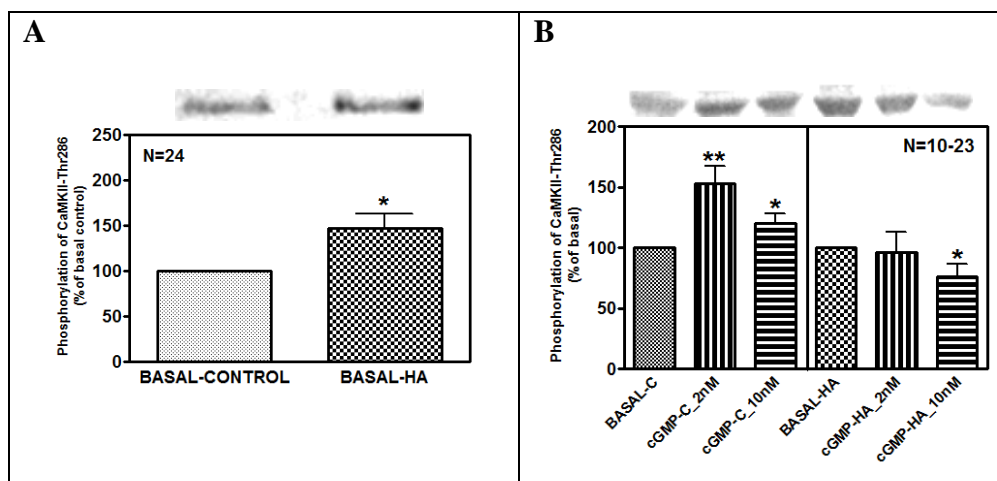 A
Phosphorylation of CaMKII-Thr286
(% of basal control)
250
200
150
100
50
0
N=24
*
BASAL-CONTROL
BASAL-HA
B
Phosphorylation of CaMKII-Thr286
(% of basal)
200
150
100
50
0
N=10-23
**
*
*
BASAL-C
cGMP-C_2nM
cGMP-C_10nM
BASAL-HA
cGMP-HA_2nM
cGMP-HA_10nM